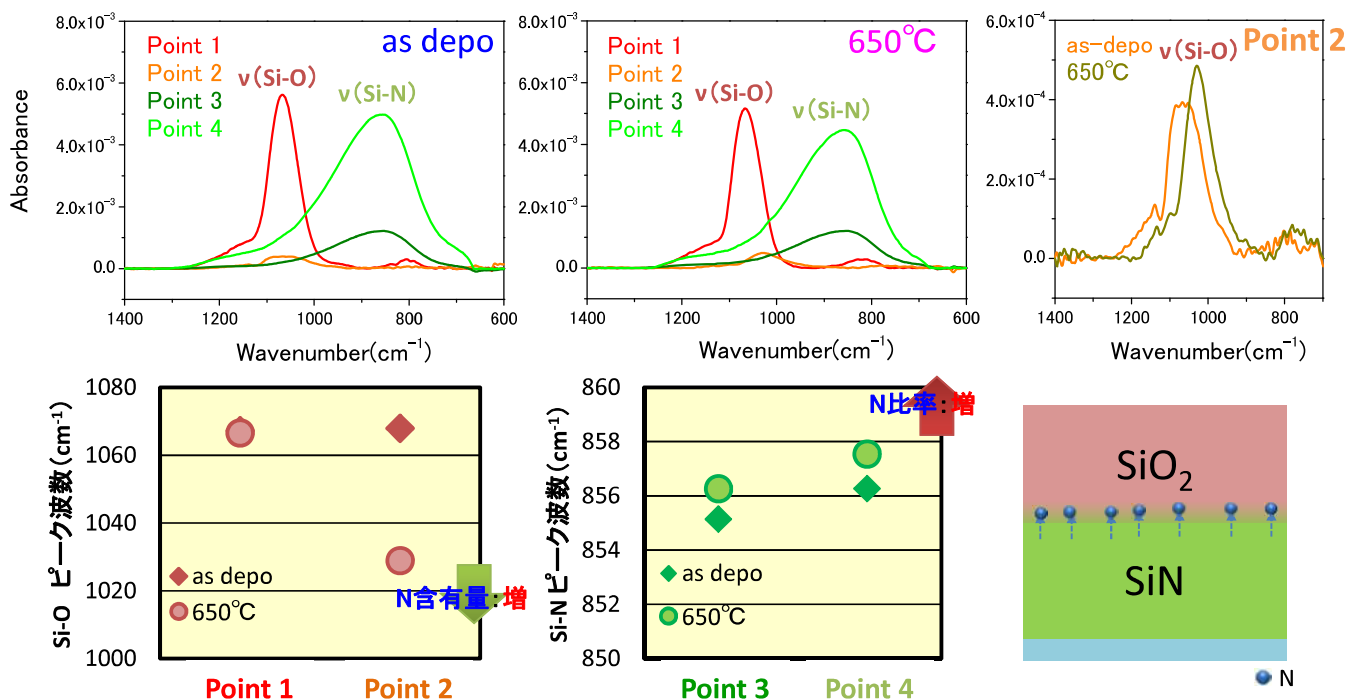 8.0x10⁻³
6.0x10⁻³
4.0x10⁻³
2.0x10⁻³
0.0
Absorbance
Point 1
Point 2
Point 3
Point 4
as depo
ν(Si-O)
ν(Si-N)
1400 1200 1000 800 600
Wavenumber(cm⁻¹)
8.0x10⁻³
6.0x10⁻³
4.0x10⁻³
2.0x10⁻³
0.0
Point 1
Point 2
Point 3
Point 4
650℃
ν(Si-O)
ν(Si-N)
1400 1200 1000 800 600
Wavenumber(cm⁻¹)
6.0x10⁻⁴
4.0x10⁻⁴
2.0x10⁻⁴
0.0
as-depo
650℃
ν(Si-O)
Point 2
1400 1200 1000 800
Wavenumber(cm⁻¹)
Si-O ピーク波数(cm⁻¹)
1080
1060
1040
1020
1000
as depo
650℃
N含有量:増
Point 1 Point 2
Si-N ピーク波数(cm⁻¹)
860
858
856
854
852
850
N比率:増
as depo
650℃
Point 3 Point 4
SiO₂
SiN
N